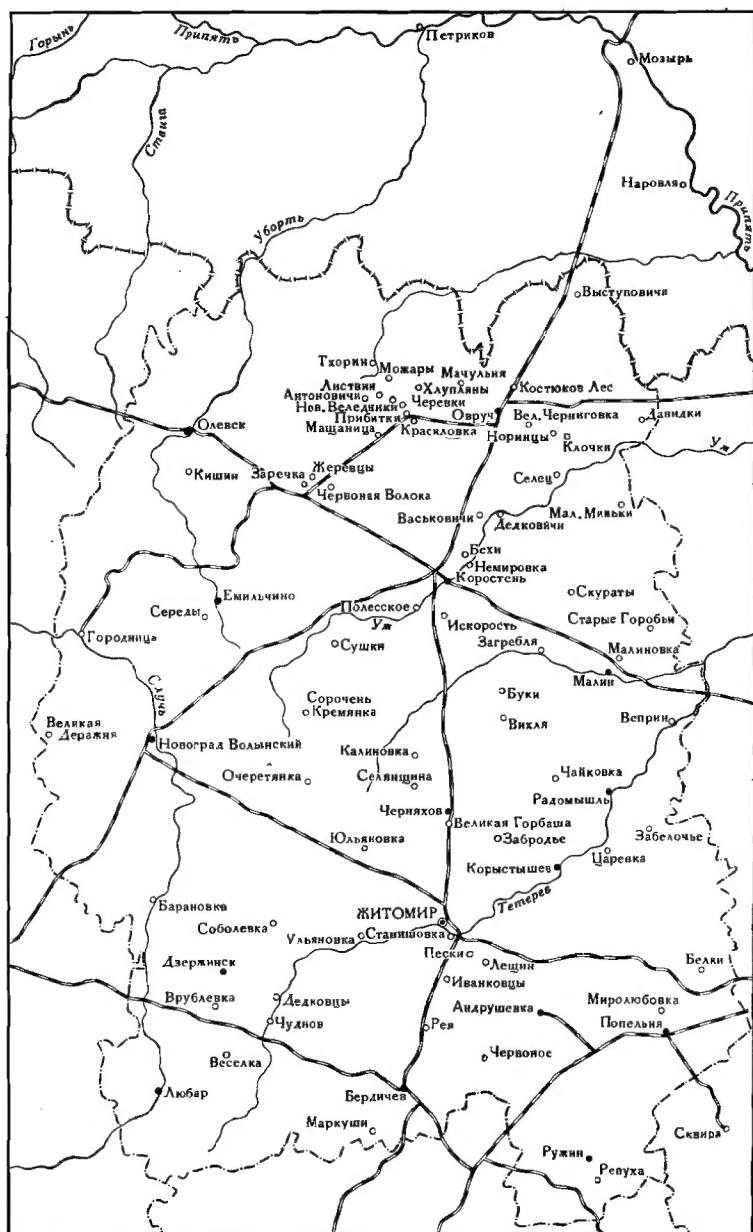 Горынь
Припять
Петриков
Мозырь
Ствига
Наровля
Припять
Уборть
Выступовичи
Тхорин
Можары
Мачульня
Листвин
Хлупляны
Костюков Лес
Антоновичи
Нов. Веледники
Черевки
Овруч
Вел. Черниговка
Давидки
Прибитки
Олевск
Мащаница
Красиловка
Норинцы
Клочки
Уж
Кишин
Заречка
Жеревцы
Селец
Червоная Волока
Васьковичи
Дедковичи
Мал. Миньки
Бехи
Немировка
Коростень
Емильчино
Скураты
Середы
Полесское
Уж
Искорость
Старые Горобьи
Городница
Сушки
Загребля
Малиновка
Случь
Малин
Сорочень
Кремянка
Буки
Великая
Деражня
Вихля
Веприн
Новоград Волынский
Калиновка
Очеретянка
Селянщина
Чайковка
Радомышль
Черняхов
Великая Горбаша
Забродье
Забелочье
Юльяновка
Царевка
Корыстышев
Тетерев
Барановка
ЖИТОМИР
Соболевка
Ульяновка
Станишовка
Пески
Дзержинск
Лещин
Белки
Иванковцы
Врублевка
Дедковцы
Андрушевка
Миролюбовка
Чуднов
Рея
Попельня
Веселка
Червоное
Любар
Бердичев
Маркуши
Сквира
Ружин
Репуха